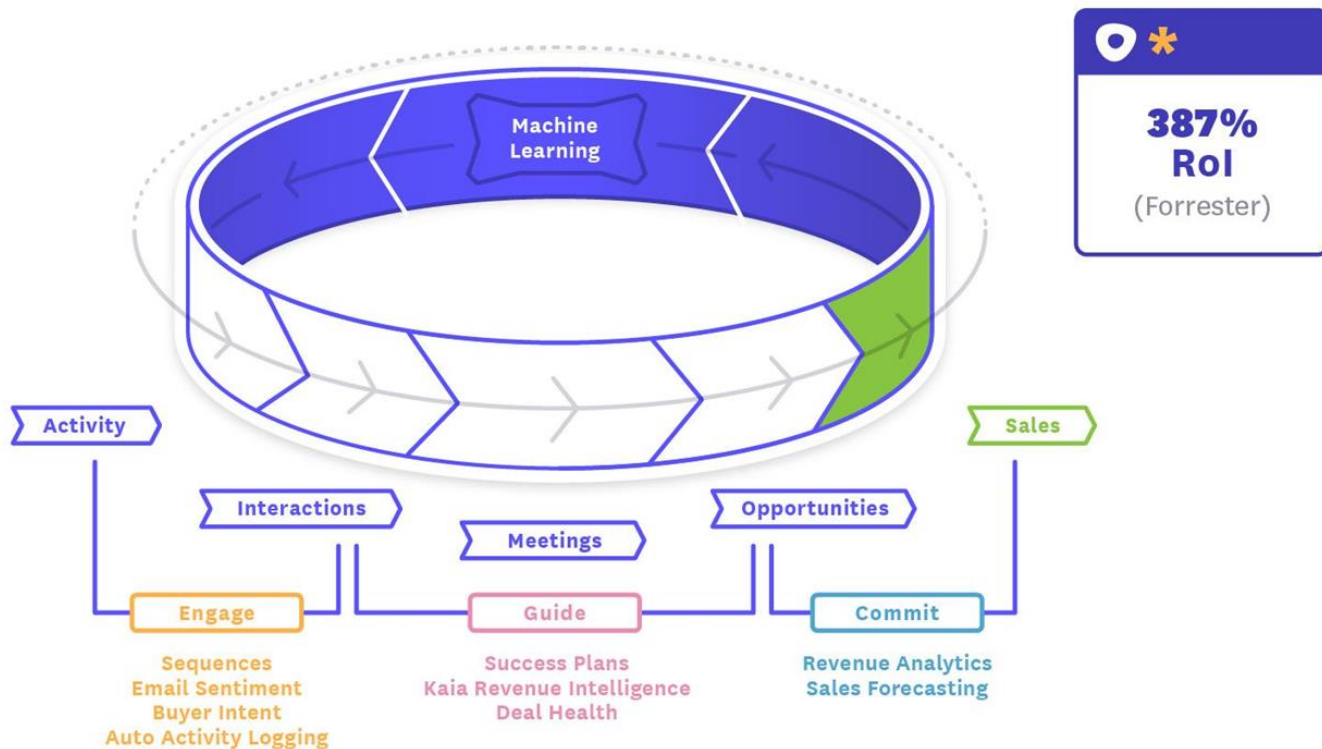 Machine
Learning
387%
RoI
(Forrester)
Activity
Sales
Interactions
Opportunities
Meetings
Engage
Guide
Commit
Sequences
Email Sentiment
Buyer Intent
Auto Activity Logging
Success Plans
Kaia Revenue Intelligence
Deal Health
Revenue Analytics
Sales Forecasting